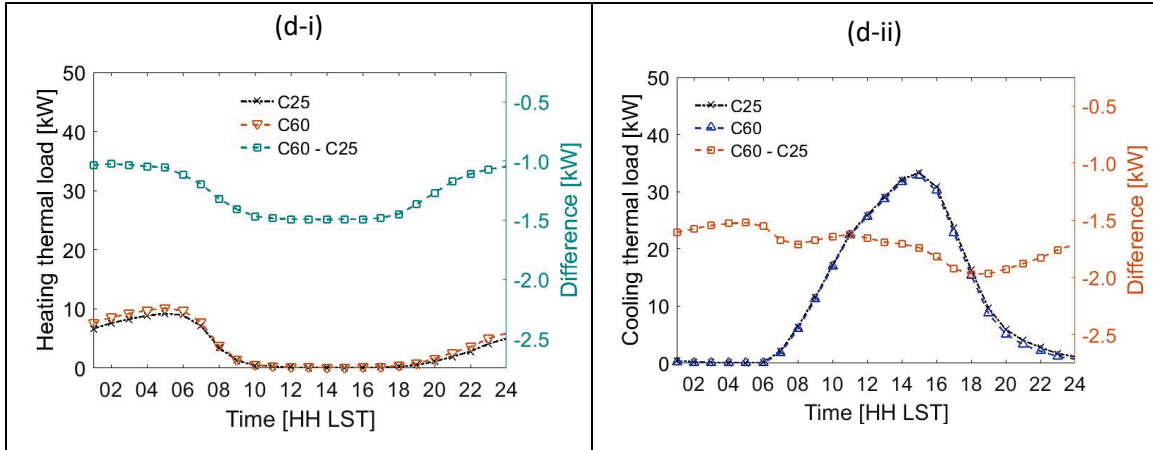 (d-i)
Heating thermal load [kW]
50
40
30
20
10
0
C25
C60
C60 - C25
-0.5
-1.0
-1.5
-2.0
-2.5
Difference [kW]
02 04 06 08 10 12 14 16 18 20 22 24
Time [HH LST]
(d-ii)
Cooling thermal load [kW]
50
40
30
20
10
0
C25
C60
C60 - C25
-0.5
-1.0
-1.5
-2.0
-2.5
Difference [kW]
02 04 06 08 10 12 14 16 18 20 22 24
Time [HH LST]